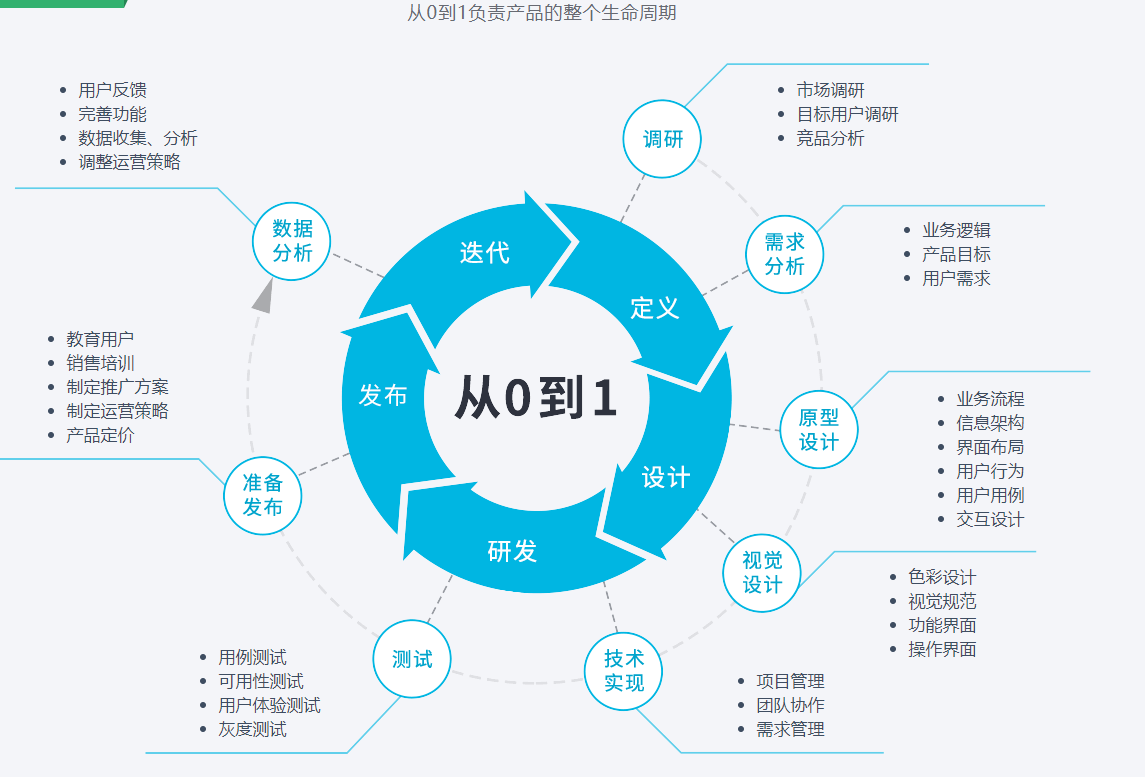 从0到1负责产品的整个生命周期
用户反馈
完善功能
数据收集、分析
调整运营策略
市场调研
目标用户调研
竞品分析
调研
数据
分析
需求
分析
业务逻辑
产品目标
用户需求
迭代
定义
教育用户
销售培训
制定推广方案
制定运营策略
产品定价
发布
从0到1
原型
设计
业务流程
信息架构
界面布局
用户行为
用户用例
交互设计
准备
发布
设计
研发
视觉
设计
色彩设计
视觉规范
功能界面
操作界面
测试
技术
实现
用例测试
可用性测试
用户体验测试
灰度测试
项目管理
团队协作
需求管理